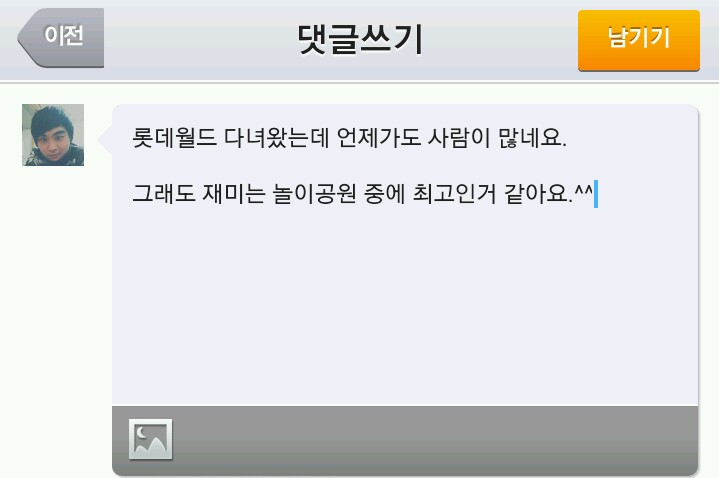 이전
댓글쓰기
남기기
롯데월드 다녀왔는데 언제가도 사람이 많네요.
그래도 재미는 놀이공원 중에 최고인거 같아요.^^